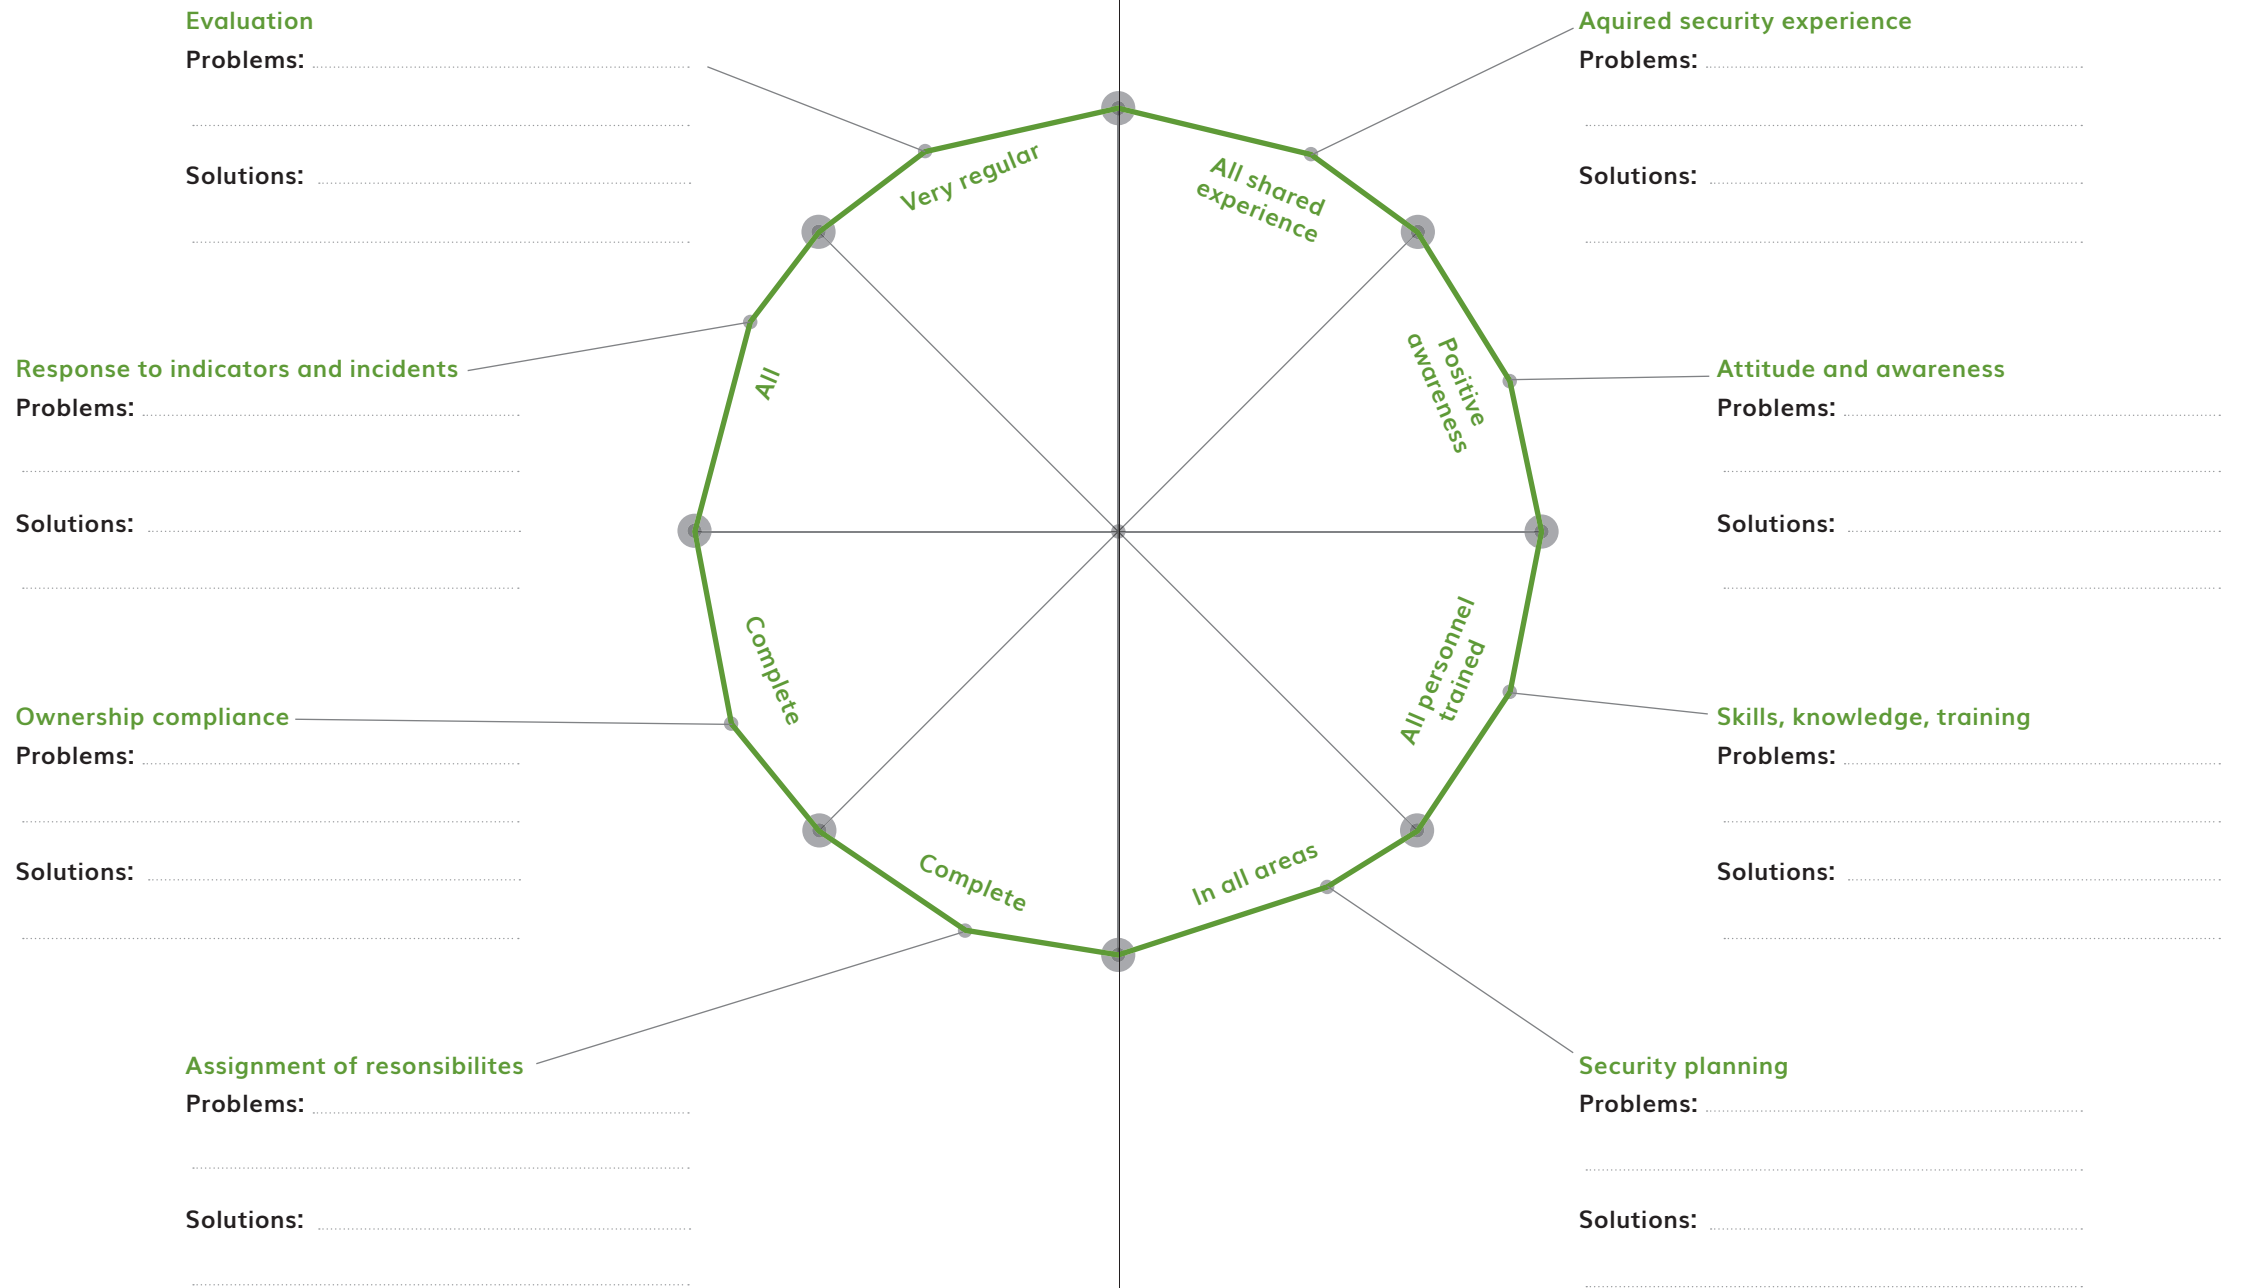 Evaluation
Problems:
Solutions:
Aquired security experience
Problems:
Solutions:
Very regular
All shared
experience
Response to indicators and incidents
Problems:
Solutions:
All
Positive
awareness
Attitude and awareness
Problems:
Solutions:
Ownership compliance
Problems:
Solutions:
Complete
All personnel
trained
Skills, knowledge, training
Problems:
Solutions:
Complete
In all areas
Assignment of resonsibilites
Problems:
Solutions:
Security planning
Problems:
Solutions: